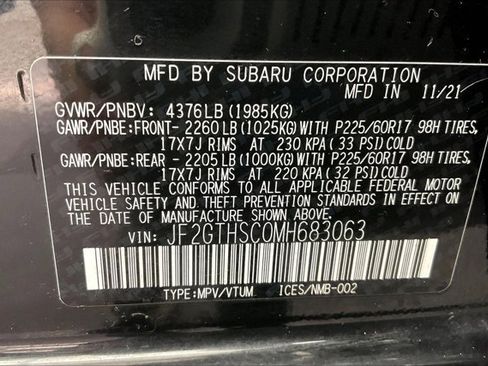 MFD BY SUBARU CORPORATION
MFD IN 11/21
GVWR/PNBV: 4376LB(1985KG)
GAWR/PNBE:FRONT-2260LB(1025KG)WITH P225/60R17 98H TIRES,
17X7J RIMS AT 230 KPA(33 PSI)COLD
GAWR/PNBE:REAR -2205LB(1000KG)WITH P225/60R17 98H TIRES,
17X7J RIMS AT 220 KPA(32 PSI)COLD
THIS VEHICLE CONFORMS TO ALL APPLICABLE FEDERAL MOTOR
VEHICLE SAFETY AND THEFT PREVENTION STANDARDS IN EFFECT ON
THE DATE OF MANUFACTURE SHOWN ABOVE.
VIN: JF2GTHSC0MH683063
TYPE:MPV/VTUM ICES/NMB-002